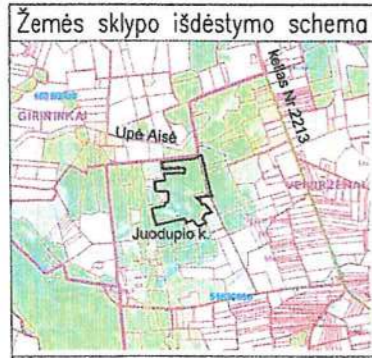 Žemės sklypo išdėstymo schema
kelias Nr.2213
GIRININKAI
Upė Aisė
Juodupio k.